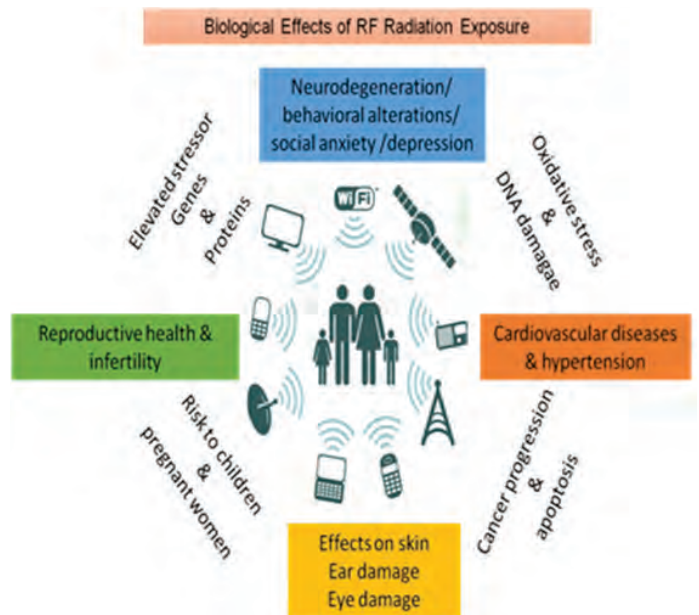 Biological Effects of RF Radiation Exposure
Neurodegeneration/
behavioral alterations/
social anxiety /depression
Elevated stressor
Genes
&
Proteins
Oxidative stress
&
DNA damagae
WiFi
Reproductive health &
infertility
Cardiovascular diseases
& hypertension
Risk to children
&
pregnant women
Cancer progression
&
apoptosis
Effects on skin
Ear damage
Eye damage